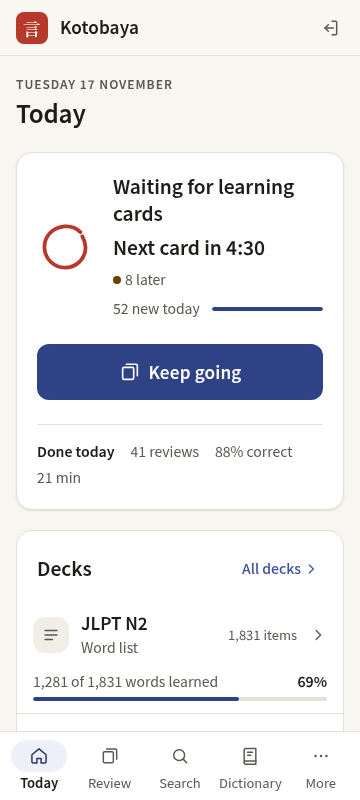 言
Kotobaya
TUESDAY 17 NOVEMBER
Today
Waiting for learning
cards
Next card in 4:30
8 later
52 new today
Keep going
Done today 41 reviews 88% correct
21 min
Decks
All decks
JLPT N2
Word list
1,831 items
1,281 of 1,831 words learned
69%
Today
Review
Search
Dictionary
More